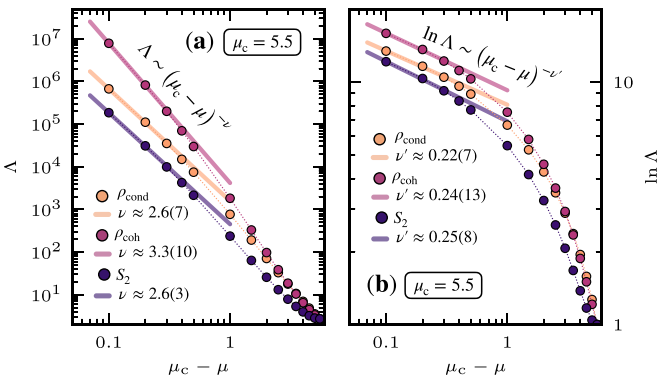 (a) μc = 5.5
Λ ~ (μc − μ)^−ν
10^7
10^6
10^5
10^4
10^3
10^2
10^1
Λ
ρcond
ν ≈ 2.6(7)
ρcoh
ν ≈ 3.3(10)
S2
ν ≈ 2.6(3)
0.1
1
μc − μ
ln Λ ~ (μc − μ)^−ν′
10
1
ln Λ
ρcond
ν′ ≈ 0.22(7)
ρcoh
ν′ ≈ 0.24(13)
S2
ν′ ≈ 0.25(8)
(b) μc = 5.5
0.1
1
μc − μ